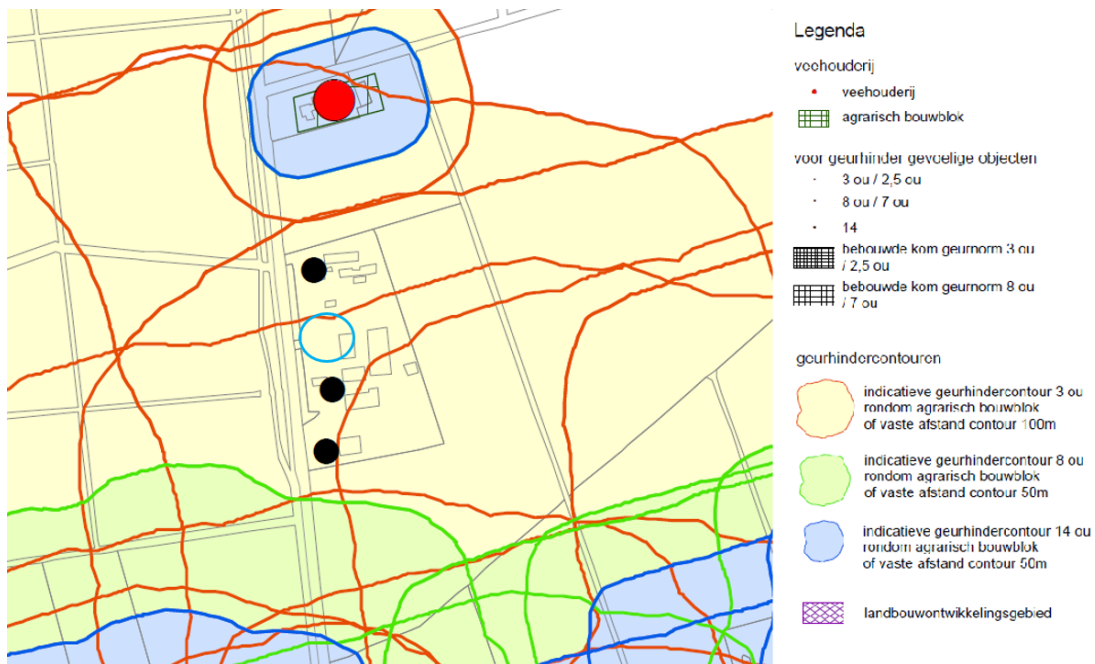 Legenda
veehouderij
veehouderij
agrarisch bouwblok
voor geurhinder gevoelige objecten
3 ou / 2,5 ou
8 ou / 7 ou
14
bebouwde kom geurnorm 3 ou
/ 2,5 ou
bebouwde kom geurnorm 8 ou
/ 7 ou
geurhindercontouren
indicatieve geurhindercontour 3 ou
rondom agrarisch bouwblok
of vaste afstand contour 100m
indicatieve geurhindercontour 8 ou
rondom agrarisch bouwblok
of vaste afstand contour 50m
indicatieve geurhindercontour 14 ou
rondom agrarisch bouwblok
of vaste afstand contour 50m
landbouwontwikkelingsgebied